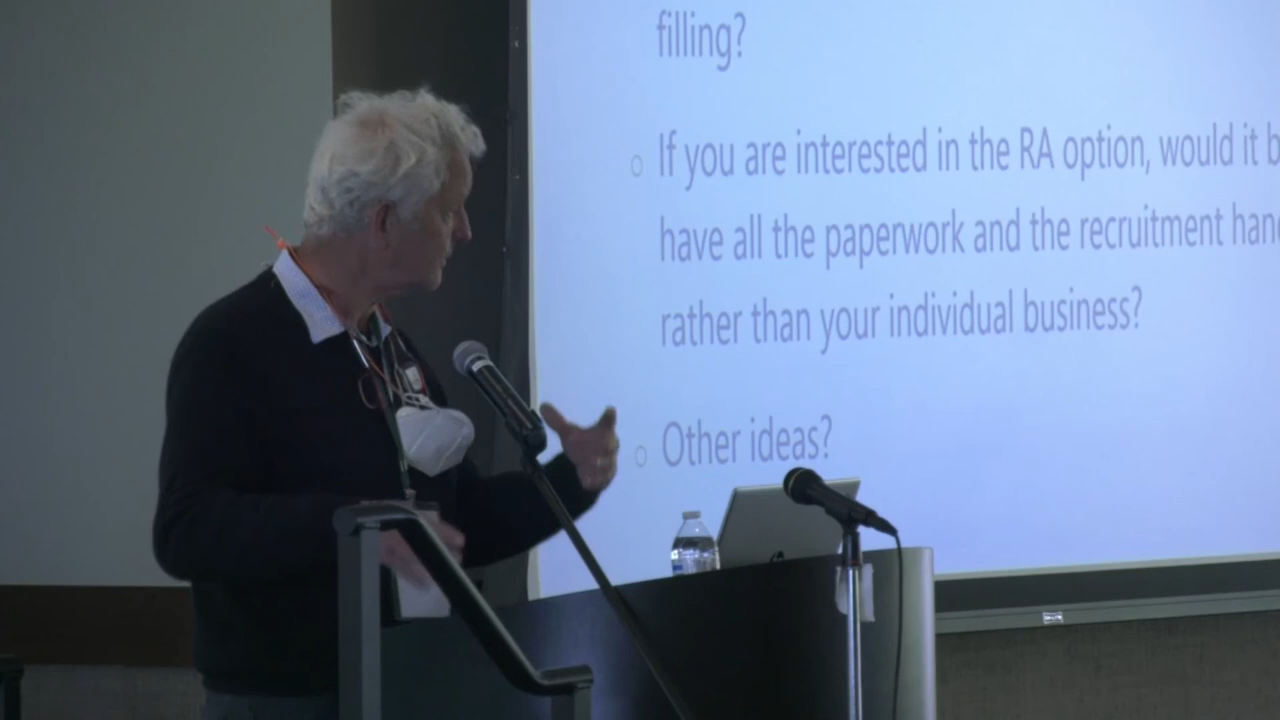 filling?
If you are interested in the RA option, would it
have all the paperwork and the recruitment
rather than your individual business?
Other ideas?